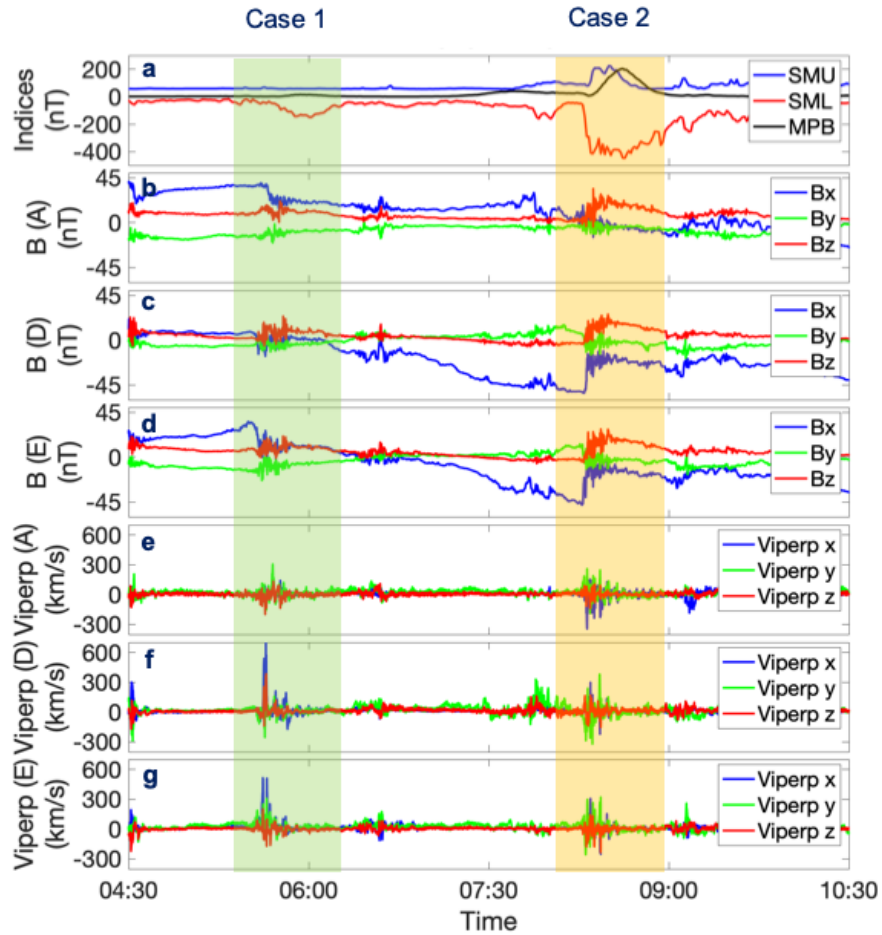 Case 1
Case 2
a
200
0
-200
-400
Indices
(nT)
SMU
SML
MPB
b
45
0
-45
B (A)
(nT)
Bx
By
Bz
c
45
0
-45
B (D)
(nT)
Bx
By
Bz
d
45
0
-45
B (E)
(nT)
Bx
By
Bz
e
600
300
0
-300
Viperp (A)
(km/s)
Viperp x
Viperp y
Viperp z
f
600
300
0
-300
Viperp (D)
(km/s)
Viperp x
Viperp y
Viperp z
g
600
300
0
-300
Viperp (E)
(km/s)
Viperp x
Viperp y
Viperp z
04:30
06:00
07:30
09:00
10:30
Time